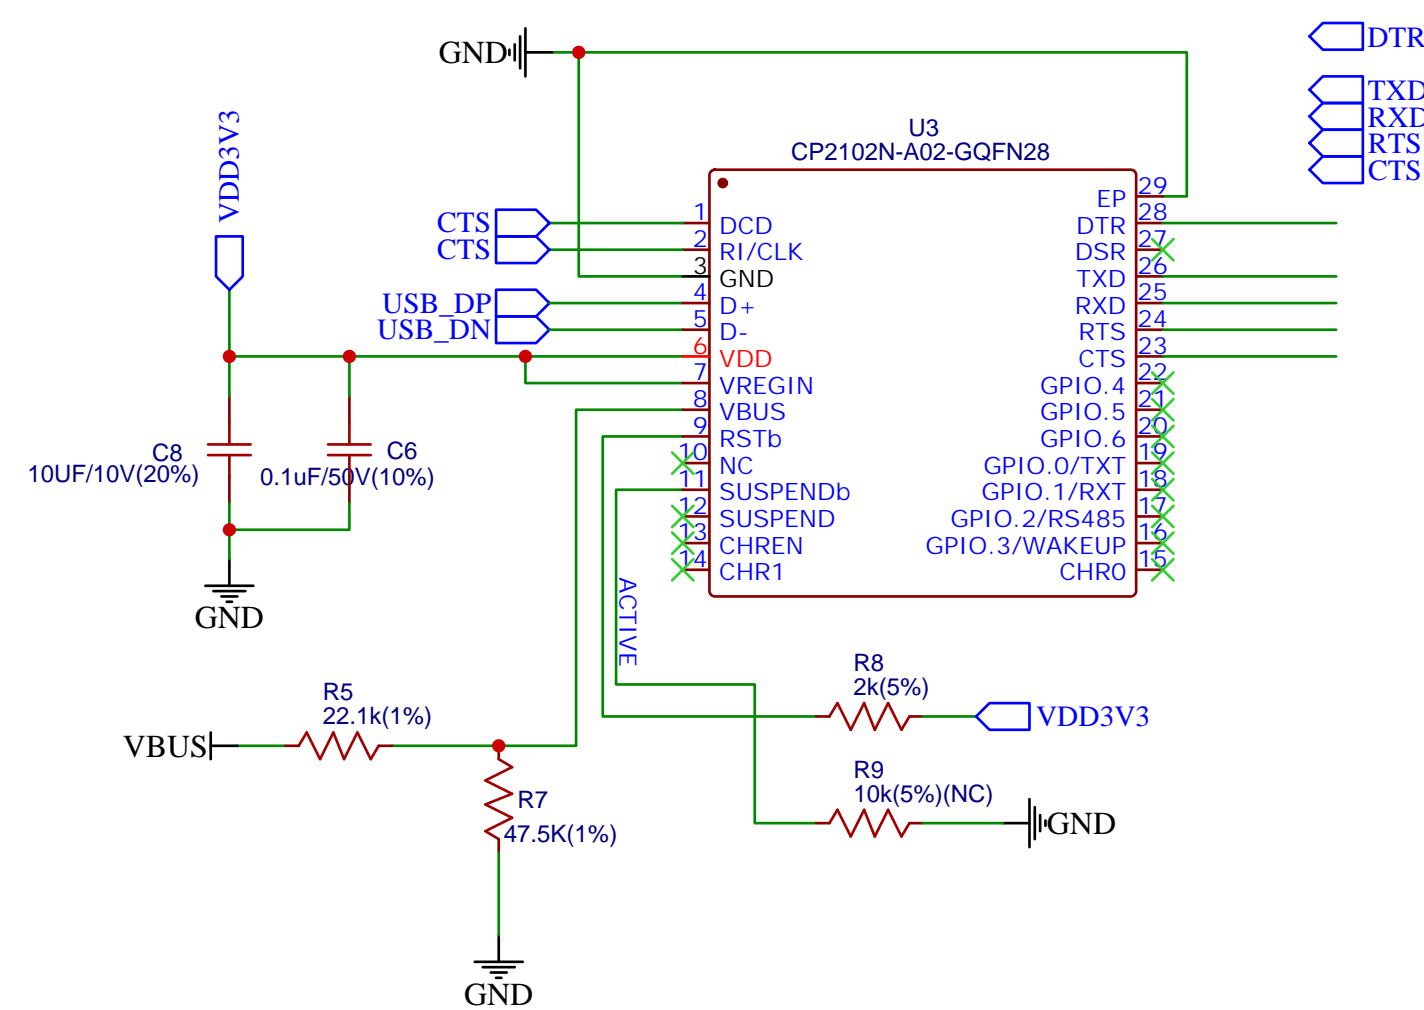 GND
DTR
TXD
RXD
RTS
CTS
VDD3V3
U3
CP2102N-A02-GQFN28
CTS
CTS
USB_DP
USB_DN
1 DCD
2 RI/CLK
3 GND
4 D+
5 D-
6 VDD
7 VREGIN
8 VBUS
9 RSTb
10 NC
11 SUSPENDb
12 SUSPEND
13 CHREN
14 CHR1
EP 29
DTR 28
DSR 27
TXD 26
RXD 25
RTS 24
CTS 23
GPIO.4 22
GPIO.5 21
GPIO.6 20
GPIO.0/TXT 19
GPIO.1/RXT 18
GPIO.2/RS485 17
GPIO.3/WAKEUP 16
CHR0 15
C8
10UF/10V(20%)
C6
0.1uF/50V(10%)
GND
ACTIVE
R5
22.1k(1%)
VBUS
R7
47.5K(1%)
GND
R8
2k(5%)
VDD3V3
R9
10k(5%)(NC)
GND